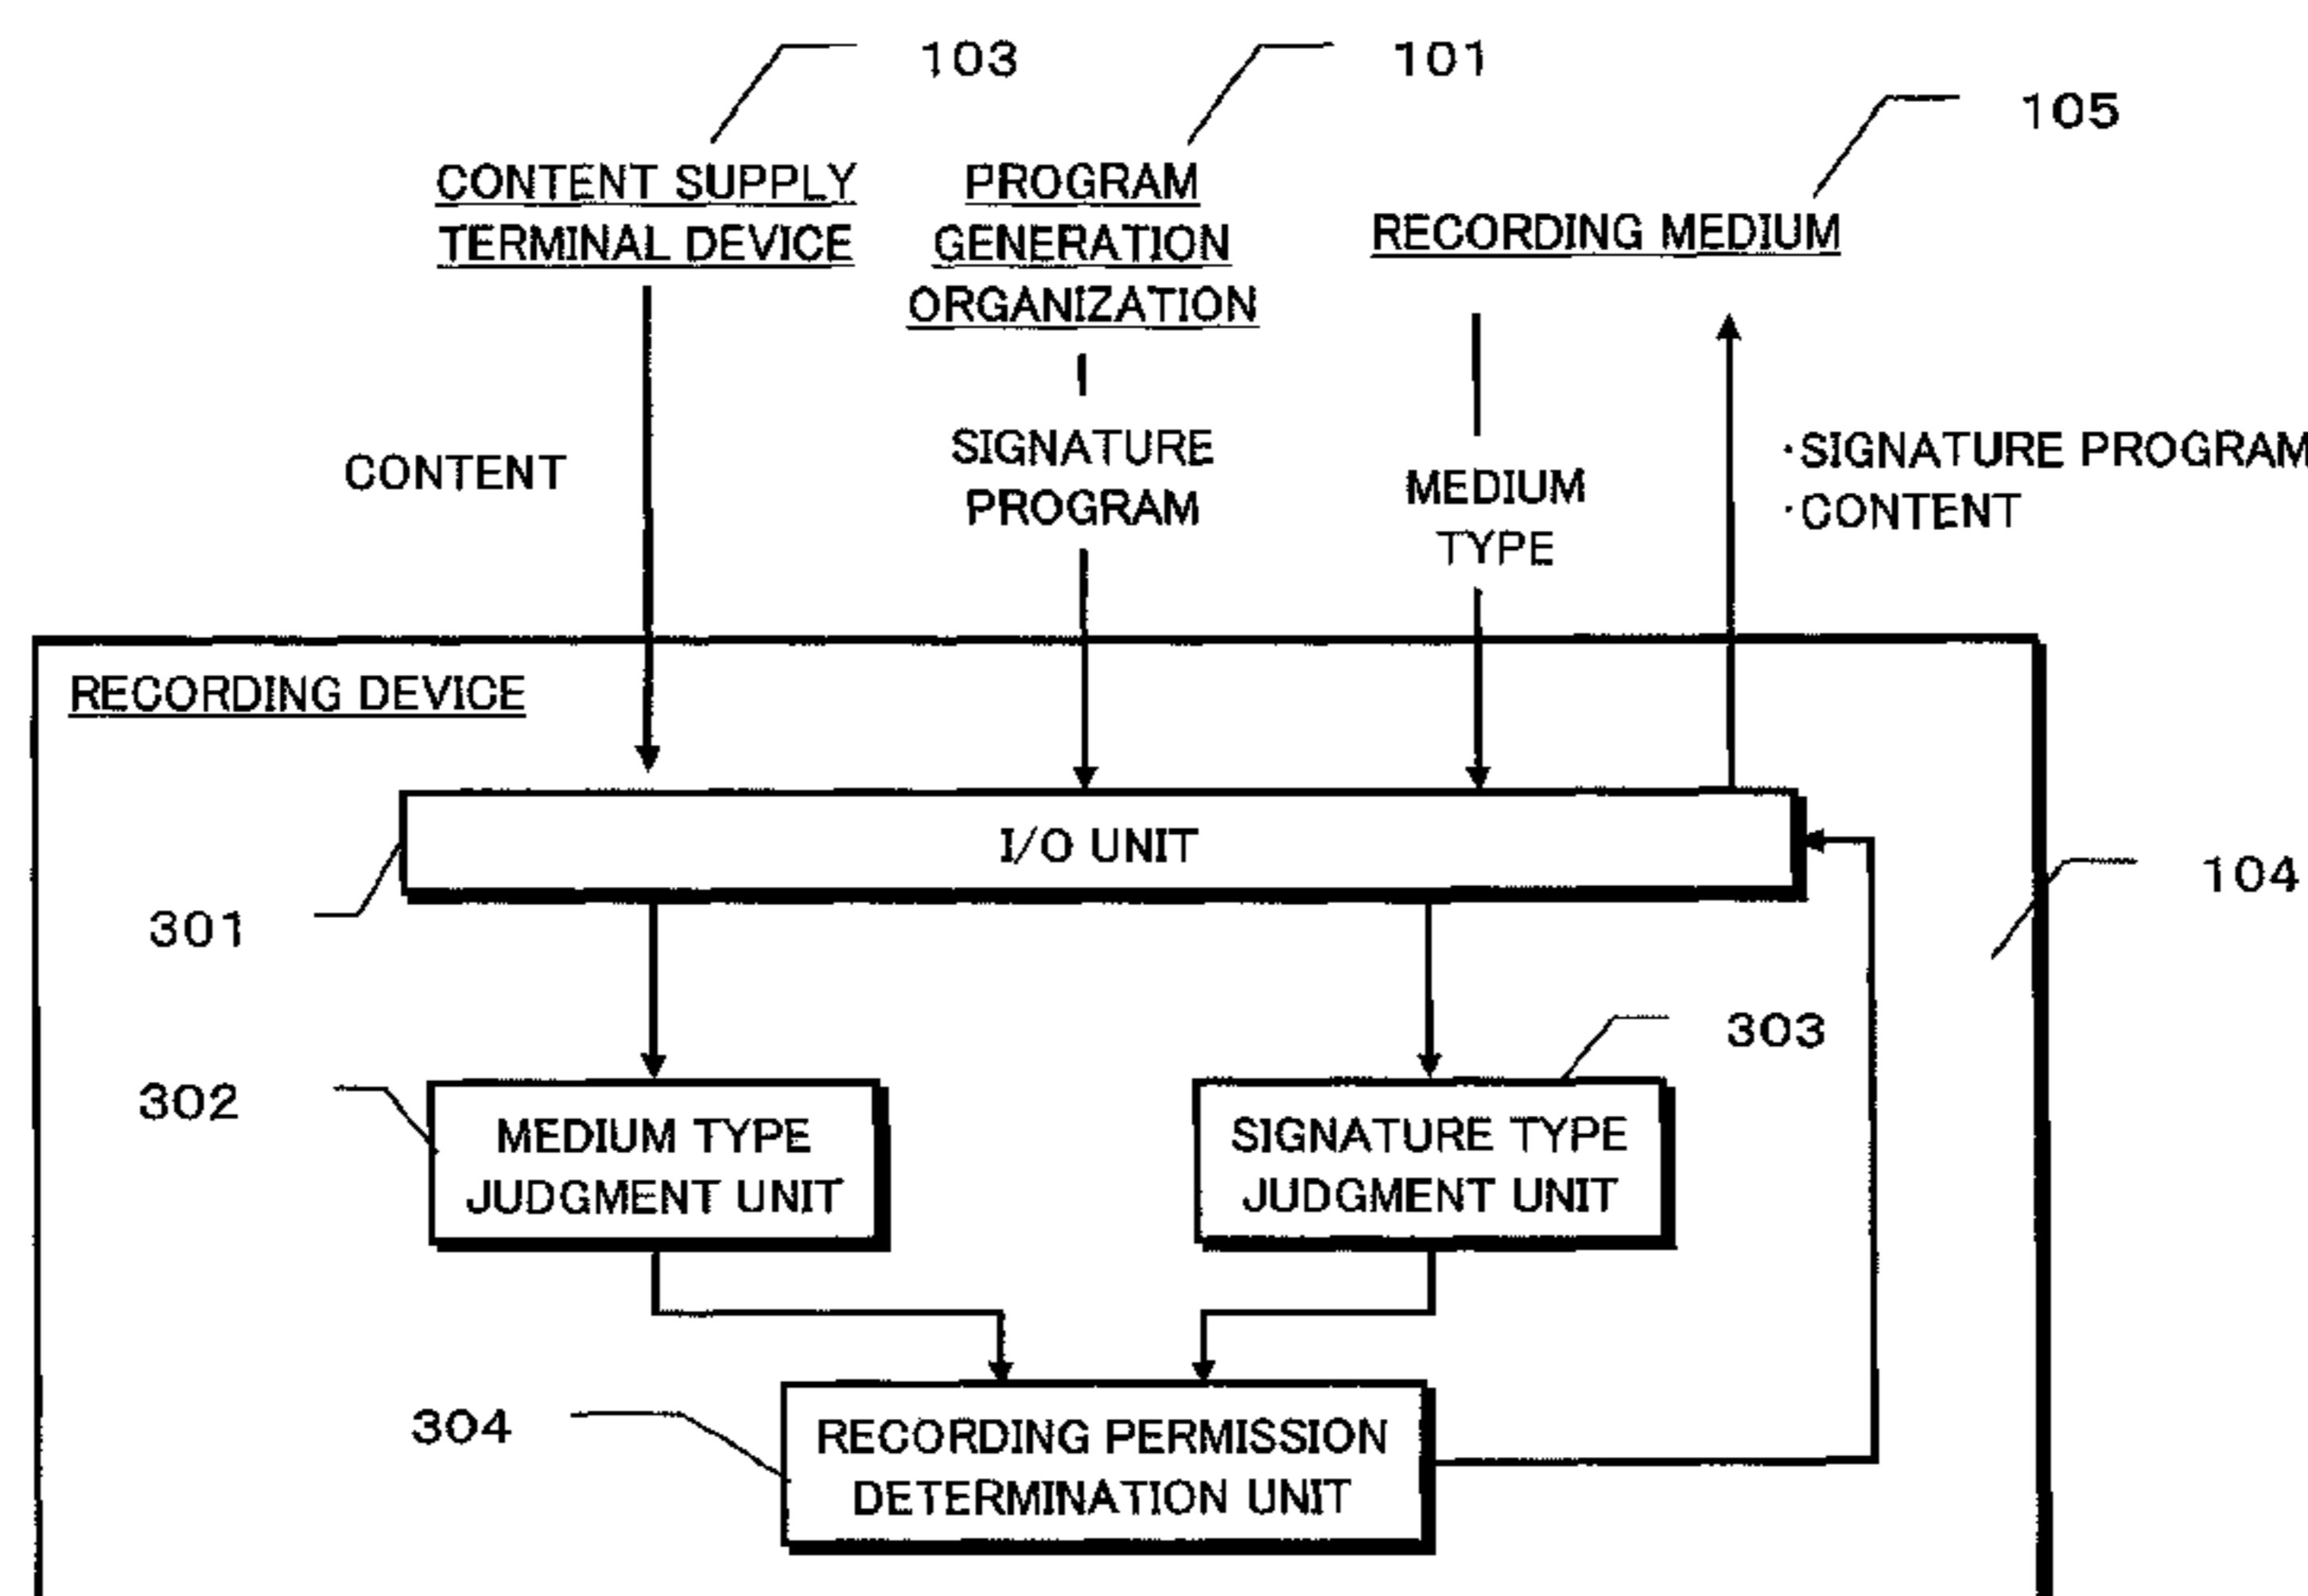 103
101
105
CONTENT SUPPLY
TERMINAL DEVICE
PROGRAM
GENERATION
ORGANIZATION
RECORDING MEDIUM
CONTENT
SIGNATURE
PROGRAM
MEDIUM
TYPE
·SIGNATURE PROGRAM
·CONTENT
RECORDING DEVICE
I/O UNIT
104
301
303
302
MEDIUM TYPE
JUDGMENT UNIT
SIGNATURE TYPE
JUDGMENT UNIT
304
RECORDING PERMISSION
DETERMINATION UNIT